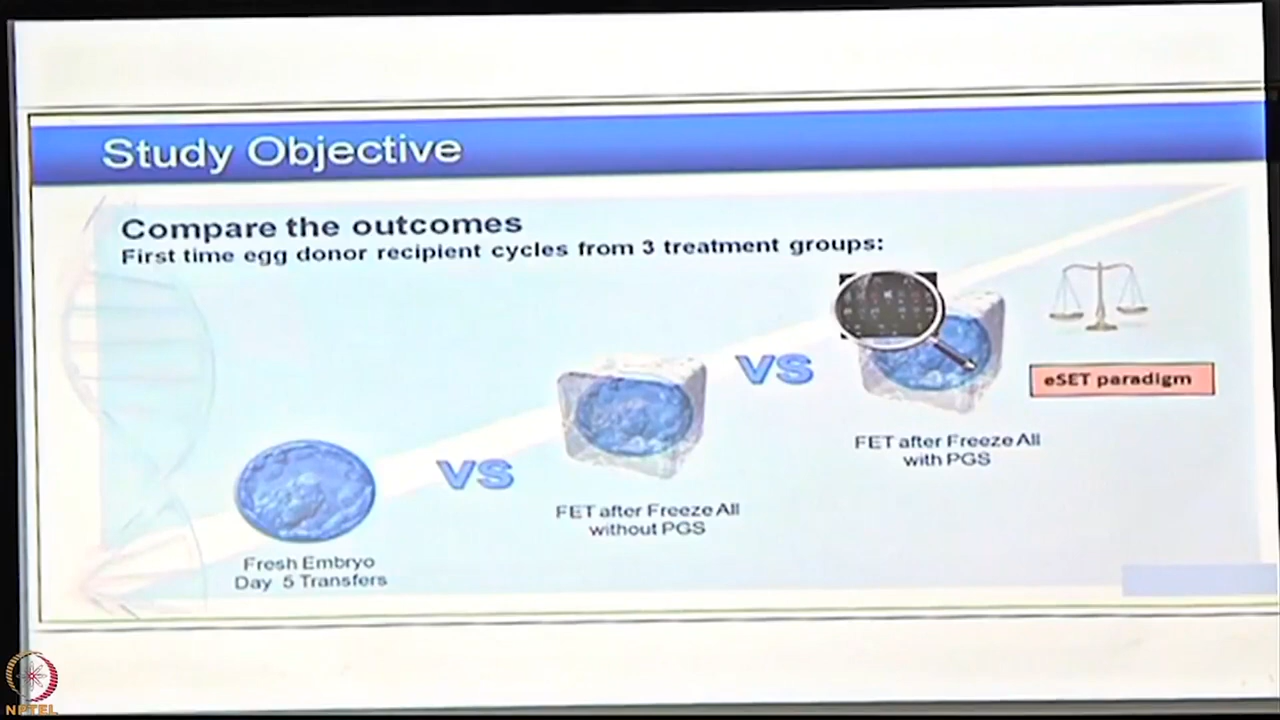 Study Objective
Compare the outcomes
First time egg donor recipient cycles from 3 treatment groups:
vs
eSET paradigm
FET after Freeze All
with PGS
vs
FET after Freeze All
without PGS
Fresh Embryo
Day 5 Transfers
NPTEL